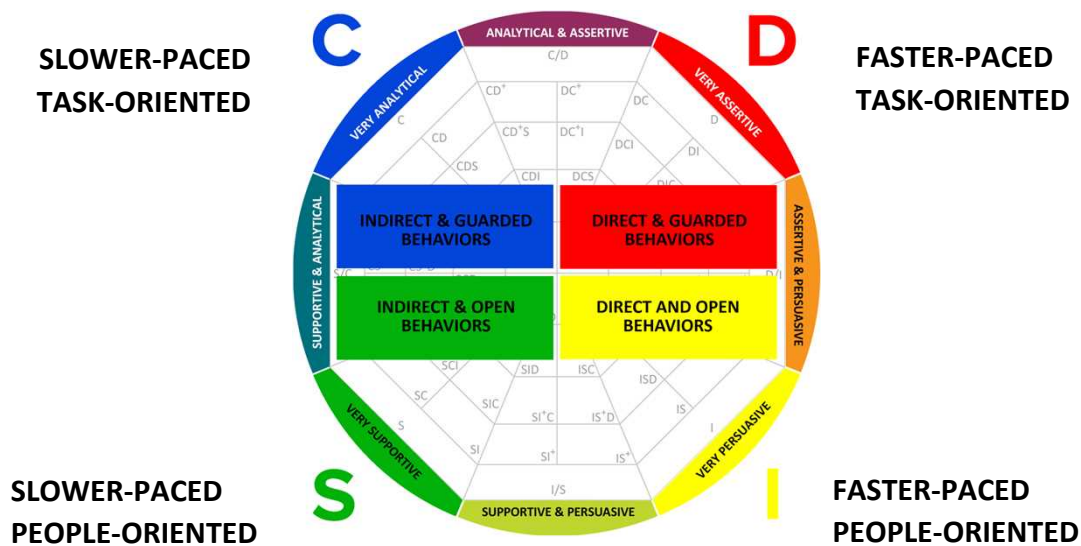 C
D
ANALYTICAL & ASSERTIVE
SLOWER-PACED
TASK-ORIENTED
FASTER-PACED
TASK-ORIENTED
VERY ANALYTICAL
VERY ASSERTIVE
C/D
CD⁺
DC⁺
DC
C
D
CD⁺S
DC⁺I
CD
DCI
DI
CDS
CDI
DCS
INDIRECT & GUARDED
BEHAVIORS
DIRECT & GUARDED
BEHAVIORS
SUPPORTIVE & ANALYTICAL
ASSERTIVE & PERSUASIVE
S/C
D/I
INDIRECT & OPEN
BEHAVIORS
DIRECT AND OPEN
BEHAVIORS
SCI
SID
ISC
ISD
SC
SIC
IS
S
SI⁺C
IS⁺D
I
VERY SUPPORTIVE
VERY PERSUASIVE
SI
SI⁺
IS⁺
I/S
S
I
SUPPORTIVE & PERSUASIVE
SLOWER-PACED
PEOPLE-ORIENTED
FASTER-PACED
PEOPLE-ORIENTED